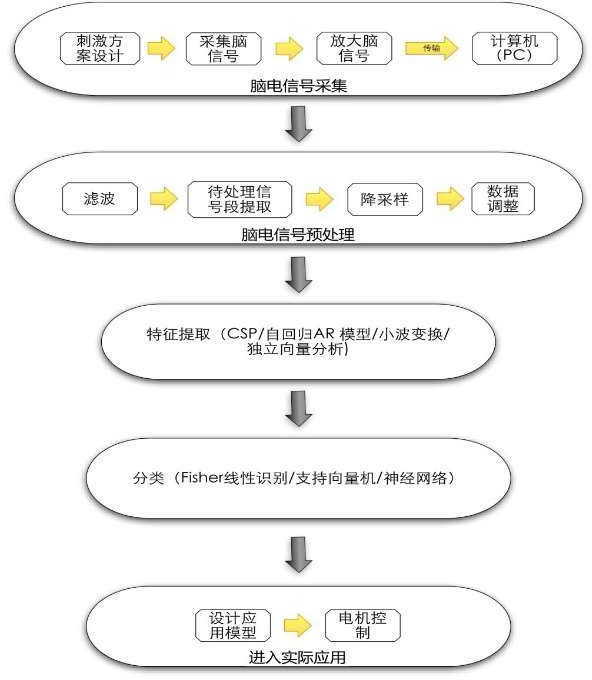 刺激方
案设计
采集脑
信号
放大脑
信号
传输
计算机
（PC）
脑电信号采集
滤波
待处理信
号段提取
降采样
数据
调整
脑电信号预处理
特征提取（CSP/自回归AR 模型/小波变换/
独立向量分析)
分类（Fisher线性识别/支持向量机/神经网络）
设计应
用模型
电机控
制
进入实际应用